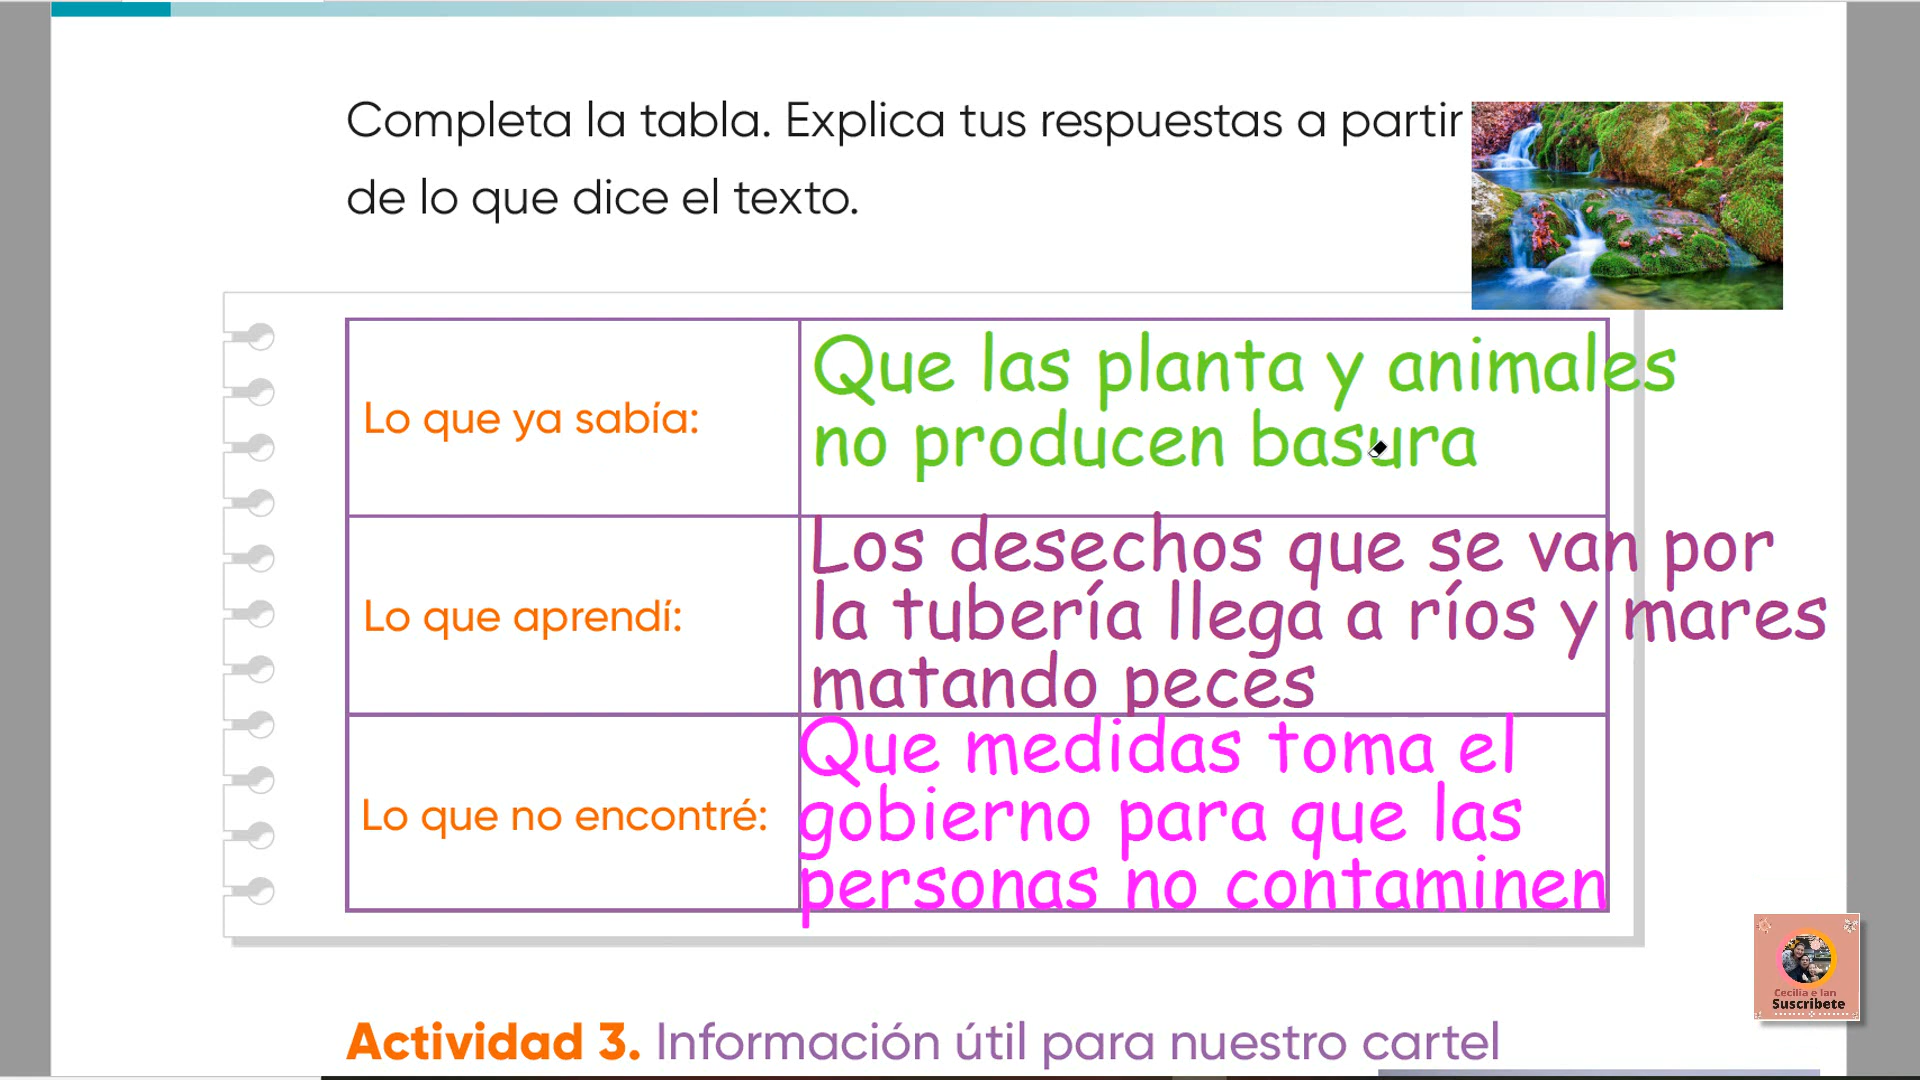 Completa la tabla. Explica tus respuestas a partir
de lo que dice el texto.
Lo que ya sabía:
Que las planta y animales
no producen basura
Lo que aprendí:
Los desechos que se van por
la tubería llega a ríos y mares
matando peces
Lo que no encontré:
Que medidas toma el
gobierno para que las
personas no contaminen
Cecilia e Ian
Suscribete
Actividad 3. Información útil para nuestro cartel